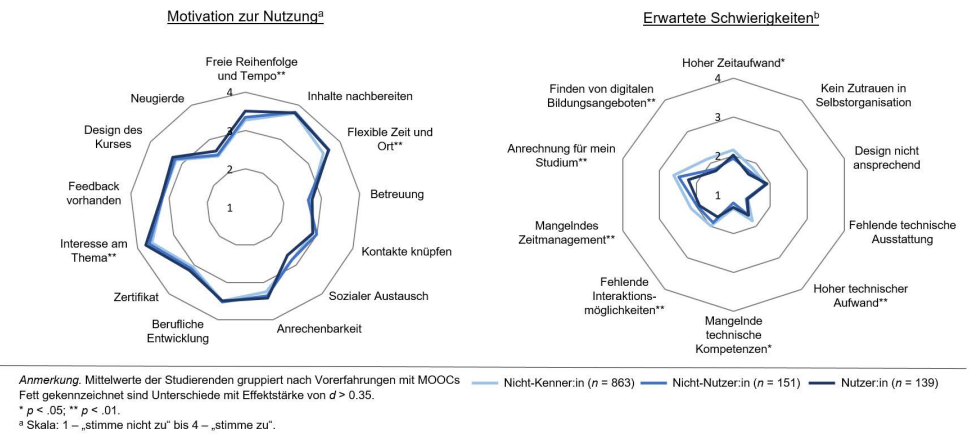 Motivation zur Nutzungᵃ
Freie Reihenfolge
und Tempo**
Inhalte nachbereiten
Flexible Zeit und
Ort**
Betreuung
Kontakte knüpfen
Sozialer Austausch
Anrechenbarkeit
Berufliche
Entwicklung
Zertifikat
Interesse am
Thema**
Feedback
vorhanden
Design des
Kurses
Neugierde
4
3
2
1
Erwartete Schwierigkeitenᵇ
Hoher Zeitaufwand*
Kein Zutrauen in
Selbstorganisation
Design nicht
ansprechend
Fehlende technische
Ausstattung
Hoher technischer
Aufwand**
Mangelnde
technische
Kompetenzen*
Fehlende
Interaktions-
möglichkeiten**
Mangelndes
Zeitmanagement**
Anrechnung für mein
Studium**
Finden von digitalen
Bildungsangeboten**
4
3
2
1
Anmerkung. Mittelwerte der Studierenden gruppiert nach Vorerfahrungen mit MOOCs
Fett gekennzeichnet sind Unterschiede mit Effektstärke von d > 0.35.
* p < .05; ** p < .01.
ᵃ Skala: 1 – „stimme nicht zu“ bis 4 – „stimme zu“.
Nicht-Kenner:in (n = 863)
Nicht-Nutzer:in (n = 151)
Nutzer:in (n = 139)